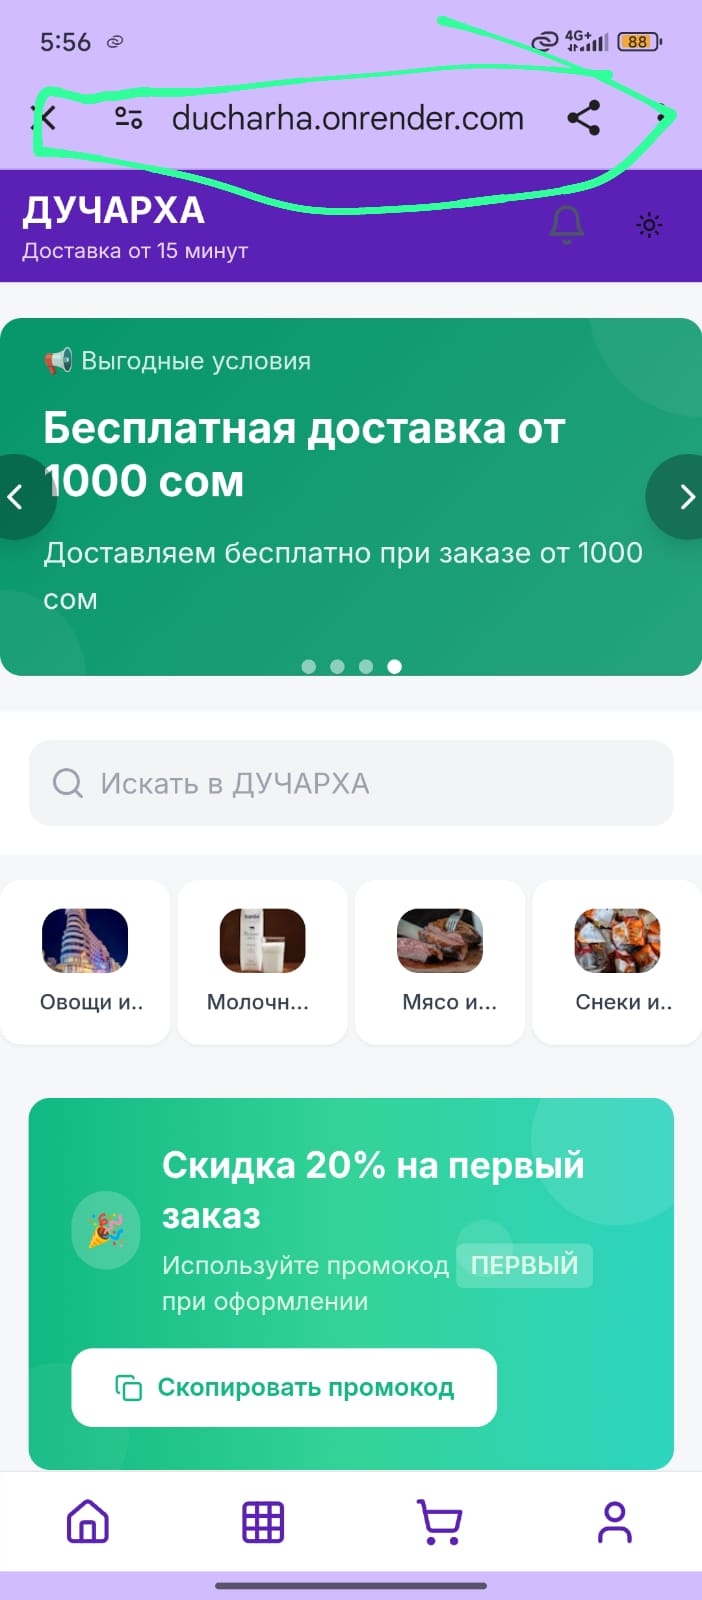 5:56
4G+
88
ducharha.onrender.com
ДУЧАРХА
Доставка от 15 минут
Выгодные условия
Бесплатная доставка от
1000 сом
Доставляем бесплатно при заказе от 1000
сом
Искать в ДУЧАРХА
Овощи и..
Молочн...
Мясо и...
Снеки и..
Скидка 20% на первый
заказ
Используйте промокод ПЕРВЫЙ
при оформлении
Скопировать промокод